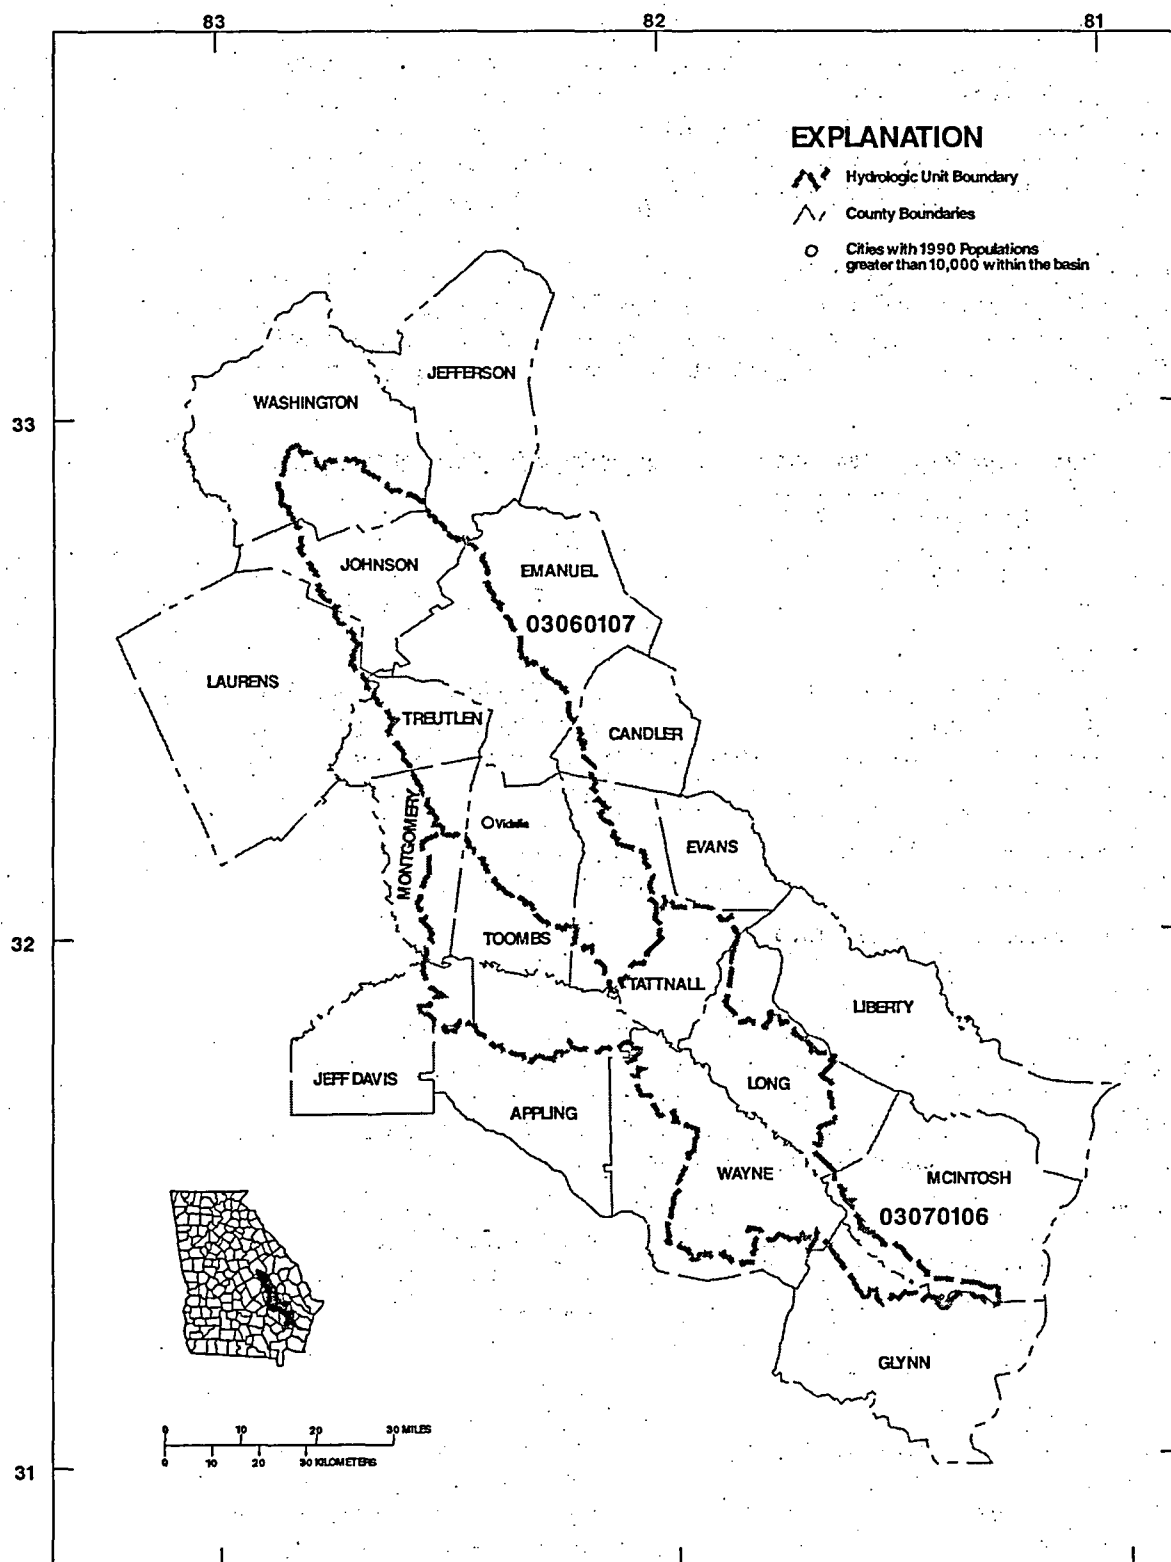 83
82
81
EXPLANATION
Hydrologic Unit Boundary
County Boundaries
Cities with 1990 Populations
greater than 10,000 within the basin
JEFFERSON
WASHINGTON
33
JOHNSON
EMANUEL
03060107
LAURENS
TREUTLEN
CANDLER
MONTGOMERY
Vidalia
EVANS
32
TOOMBS
TATTNALL
LIBERTY
JEFF DAVIS
LONG
APPLING
WAYNE
MCINTOSH
03070106
GLYNN
0 10 20 30 MILES
0 10 20 30 KILOMETERS
31